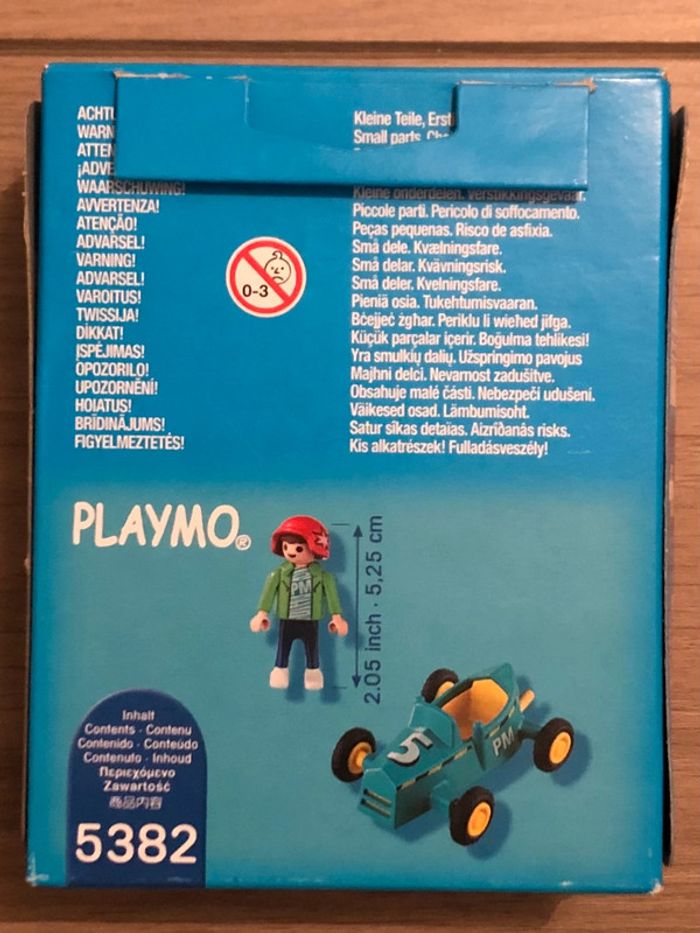 ACHTU
WARN
ATTEN
¡ADVE
WAARSCHUWING!
AVVERTENZA!
ATENÇÃO!
ADVARSEL!
VARNING!
ADVARSEL!
VAROITUS!
TWISSIJA!
DİKKAT!
ĮSPĖJIMAS!
OPOZORILO!
UPOZORNĚNÍ!
HOIATUS!
BRĪDINĀJUMS!
FIGYELMEZTETÉS!
Kleine Teile, Erst
Small parts. Cho
Kleine onderdelen. Verstikkingsgevaar.
Piccole parti. Pericolo di soffocamento.
Peças pequenas. Risco de asfixia.
Små dele. Kvælningsfare.
Små delar. Kvävningsrisk.
Små deler. Kvelningsfare.
Pieniä osia. Tukehtumisvaaran.
Bċejjeċ żgħar. Periklu li wieħed jifga.
Küçük parçalar içerir. Boğulma tehlikesi!
Yra smulkių dalių. Užspringimo pavojus
Majhni delci. Nevarnost zadušitve.
Obsahuje malé části. Nebezpečí udušení.
Väikesed osad. Lämbumisoht.
Satur sīkas detaļas. Aizrīšanās risks.
Kis alkatrészek! Fulladásveszély!
0-3
PLAYMO®
PM
2.05 inch · 5,25 cm
5
PM
Inhalt
Contents · Contenu
Contenido · Conteúdo
Contenuto · Inhoud
Περιεχόμενο
Zawartość
商品内容
5382